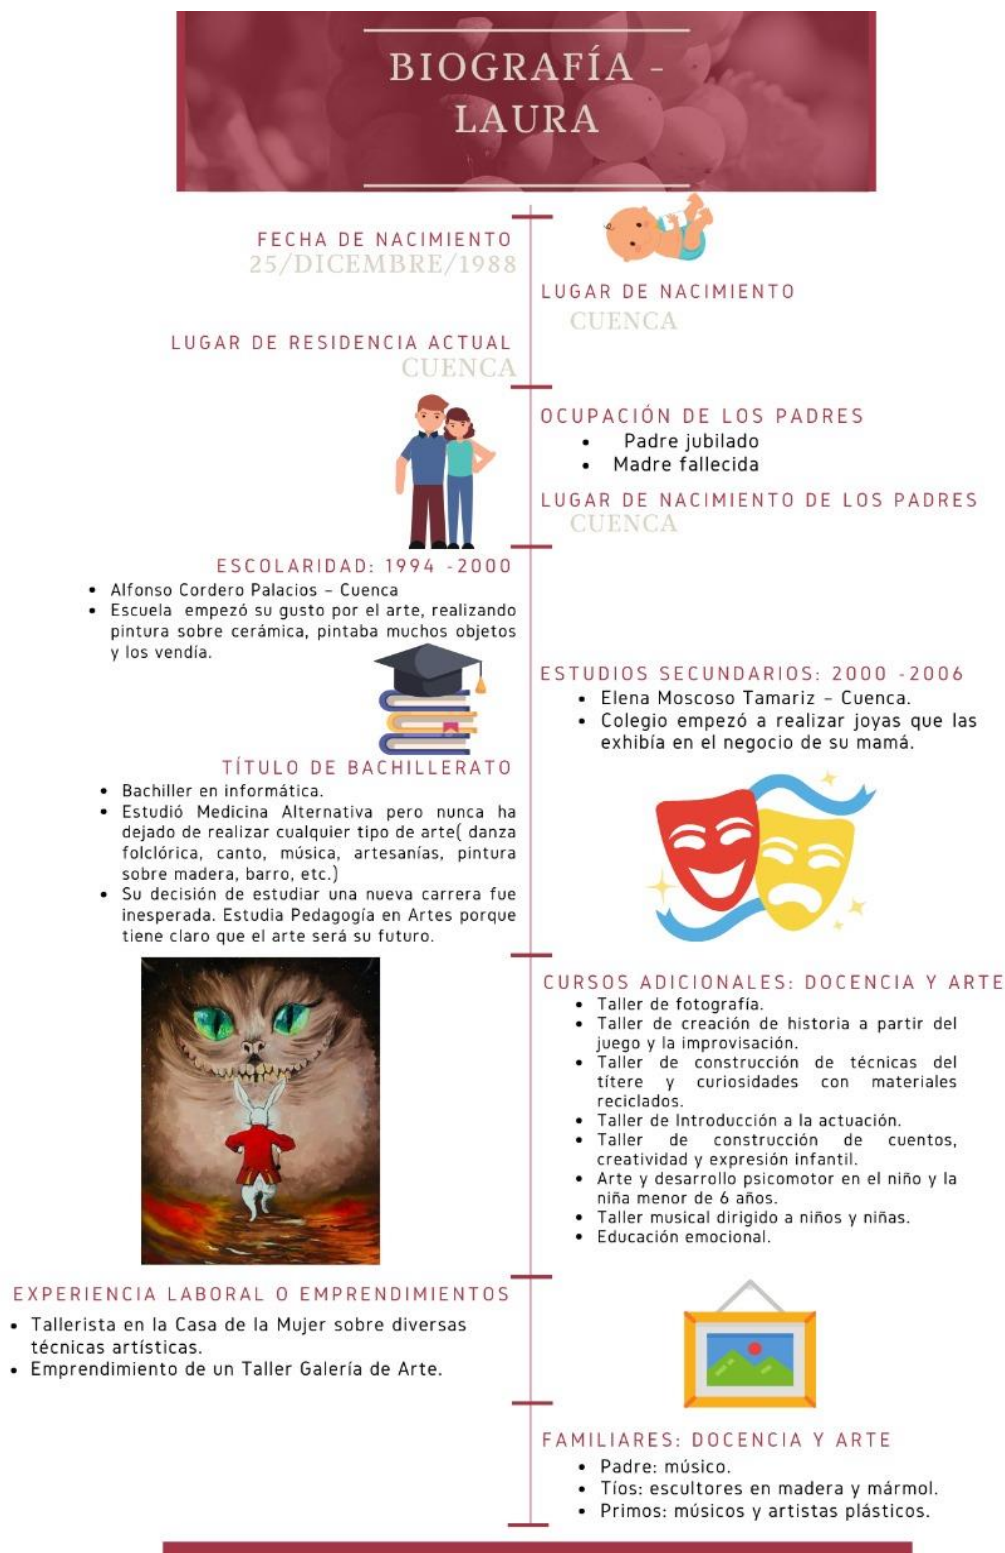 BIOGRAFÍA -
LAURA
FECHA DE NACIMIENTO
25/DICEMBRE/1988
LUGAR DE NACIMIENTO
CUENCA
LUGAR DE RESIDENCIA ACTUAL
CUENCA
OCUPACIÓN DE LOS PADRES
• Padre jubilado
• Madre fallecida
LUGAR DE NACIMIENTO DE LOS PADRES
CUENCA
ESCOLARIDAD: 1994 -2000
• Alfonso Cordero Palacios – Cuenca
• Escuela empezó su gusto por el arte, realizando
pintura sobre cerámica, pintaba muchos objetos
y los vendía.
ESTUDIOS SECUNDARIOS: 2000 -2006
• Elena Moscoso Tamariz – Cuenca.
• Colegio empezó a realizar joyas que las
exhibía en el negocio de su mamá.
TÍTULO DE BACHILLERATO
• Bachiller en informática.
• Estudió Medicina Alternativa pero nunca ha
dejado de realizar cualquier tipo de arte( danza
folclórica, canto, música, artesanías, pintura
sobre madera, barro, etc.)
• Su decisión de estudiar una nueva carrera fue
inesperada. Estudia Pedagogía en Artes porque
tiene claro que el arte será su futuro.
CURSOS ADICIONALES: DOCENCIA Y ARTE
• Taller de fotografía.
• Taller de creación de historia a partir del
juego y la improvisación.
• Taller de construcción de técnicas del
títere y curiosidades con materiales
reciclados.
• Taller de Introducción a la actuación.
• Taller de construcción de cuentos,
creatividad y expresión infantil.
• Arte y desarrollo psicomotor en el niño y la
niña menor de 6 años.
• Taller musical dirigido a niños y niñas.
• Educación emocional.
EXPERIENCIA LABORAL O EMPRENDIMIENTOS
• Tallerista en la Casa de la Mujer sobre diversas
técnicas artísticas.
• Emprendimiento de un Taller Galería de Arte.
FAMILIARES: DOCENCIA Y ARTE
• Padre: músico.
• Tíos: escultores en madera y mármol.
• Primos: músicos y artistas plásticos.